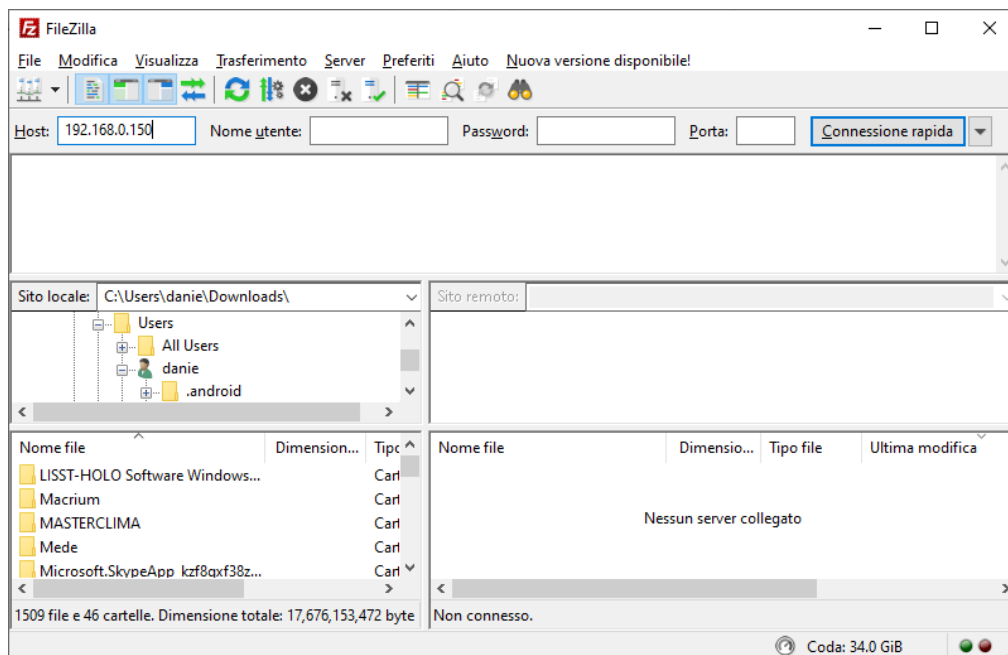 FileZilla
File Modifica Visualizza Trasferimento Server Preferiti Aiuto Nuova versione disponibile!
Host: 192.168.0.150 Nome utente: Password: Porta: Connessione rapida
Sito locale: C:\Users\danie\Downloads\ Sito remoto:
Users
All Users
danie
.android
Nome file Dimension... Tipo Nome file Dimensio... Tipo file Ultima modifica
LISST-HOLO Software Windows... Cart
Macrium Cart
MASTERCLIMA Cart
Nessun server collegato
Mede Cart
Microsoft.SkypeApp_kzf8qxf38z... Cart
1509 file e 46 cartelle. Dimensione totale: 17,676,153,472 byte Non connesso.
Coda: 34.0 GiB